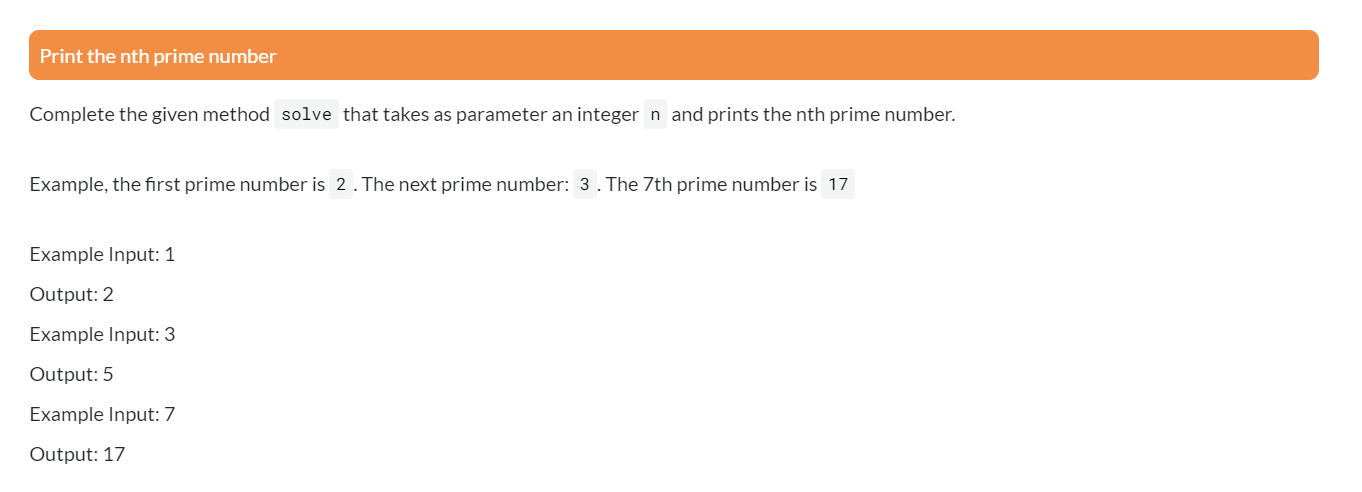 Print the nth prime number
Complete the given method solve that takes as parameter an integer n and prints the nth prime number.
Example, the first prime number is 2 . The next prime number: 3 . The 7th prime number is 17
Example Input: 1
Output: 2
Example Input: 3
Output: 5
Example Input: 7
Output: 17